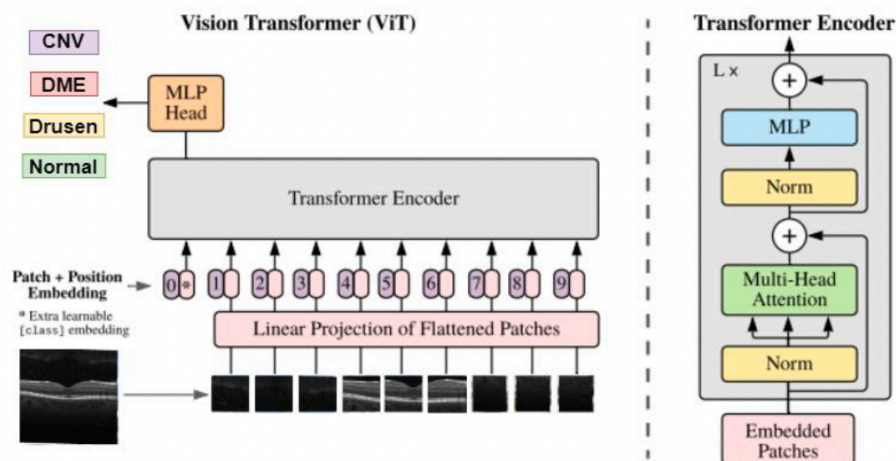 Vision Transformer (ViT)
CNV
DME
Drusen
Normal
MLP
Head
Transformer Encoder
Patch + Position
Embedding
* Extra learnable
[class] embedding
0 * 1 2 3 4 5 6 7 8 9
Linear Projection of Flattened Patches
Transformer Encoder
L ×
+
MLP
Norm
+
Multi-Head
Attention
Norm
Embedded
Patches